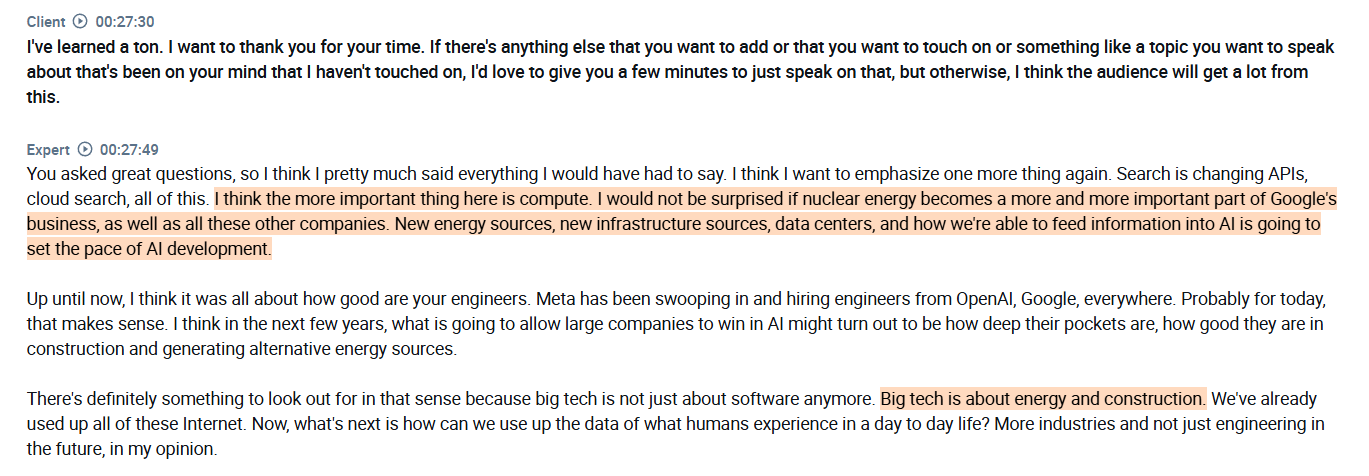 Client 00:27:30
I've learned a ton. I want to thank you for your time. If there's anything else that you want to add or that you want to touch on or something like a topic you want to speak
about that's been on your mind that I haven't touched on, I'd love to give you a few minutes to just speak on that, but otherwise, I think the audience will get a lot from
this.
Expert 00:27:49
You asked great questions, so I think I pretty much said everything I would have had to say. I think I want to emphasize one more thing again. Search is changing APIs,
cloud search, all of this. I think the more important thing here is compute. I would not be surprised if nuclear energy becomes a more and more important part of Google's
business, as well as all these other companies. New energy sources, new infrastructure sources, data centers, and how we're able to feed information into AI is going to
set the pace of AI development.
Up until now, I think it was all about how good are your engineers. Meta has been swooping in and hiring engineers from OpenAI, Google, everywhere. Probably for today,
that makes sense. I think in the next few years, what is going to allow large companies to win in AI might turn out to be how deep their pockets are, how good they are in
construction and generating alternative energy sources.
There's definitely something to look out for in that sense because big tech is not just about software anymore. Big tech is about energy and construction. We've already
used up all of these Internet. Now, what's next is how can we use up the data of what humans experience in a day to day life? More industries and not just engineering in
the future, in my opinion.